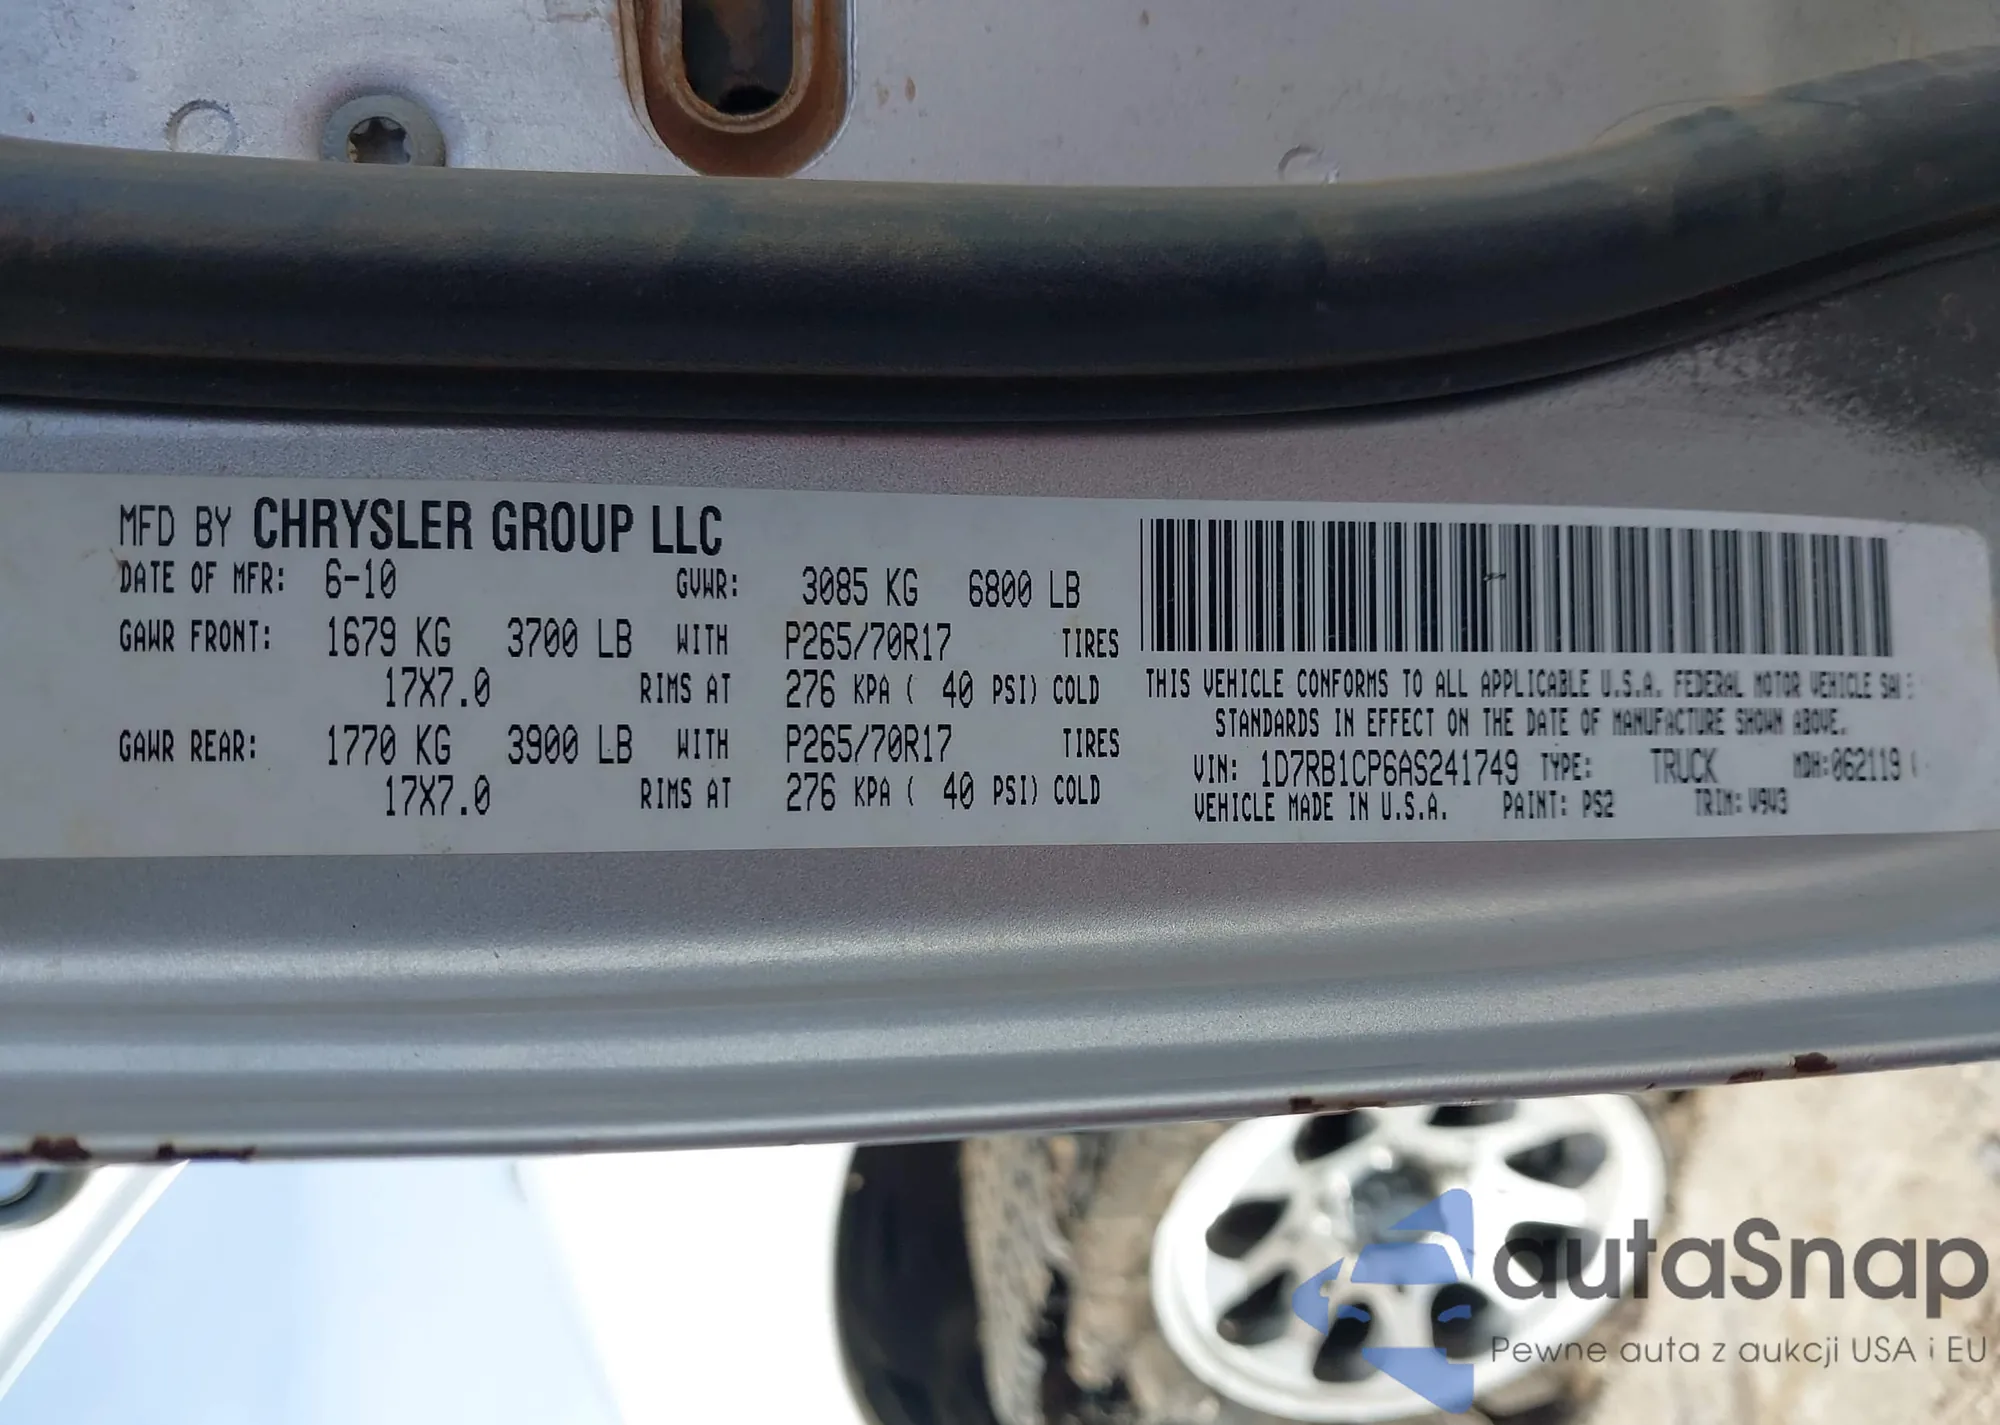 MFD BY CHRYSLER GROUP LLC
DATE OF MFR: 6-10 GVWR: 3085 KG 6800 LB
GAWR FRONT: 1679 KG 3700 LB WITH P265/70R17 TIRES
17X7.0 RIMS AT 276 KPA ( 40 PSI) COLD
GAWR REAR: 1770 KG 3900 LB WITH P265/70R17 TIRES
17X7.0 RIMS AT 276 KPA ( 40 PSI) COLD
THIS VEHICLE CONFORMS TO ALL APPLICABLE U.S.A. FEDERAL MOTOR VEHICLE
STANDARDS IN EFFECT ON THE DATE OF MANUFACTURE SHOWN ABOVE.
VIN: 1D7RB1CP6AS241749 TYPE: TRUCK MDH:062119
VEHICLE MADE IN U.S.A. PAINT: PS2 TRIM: V9V3
autaSnap
Pewne auta z aukcji USA i EU